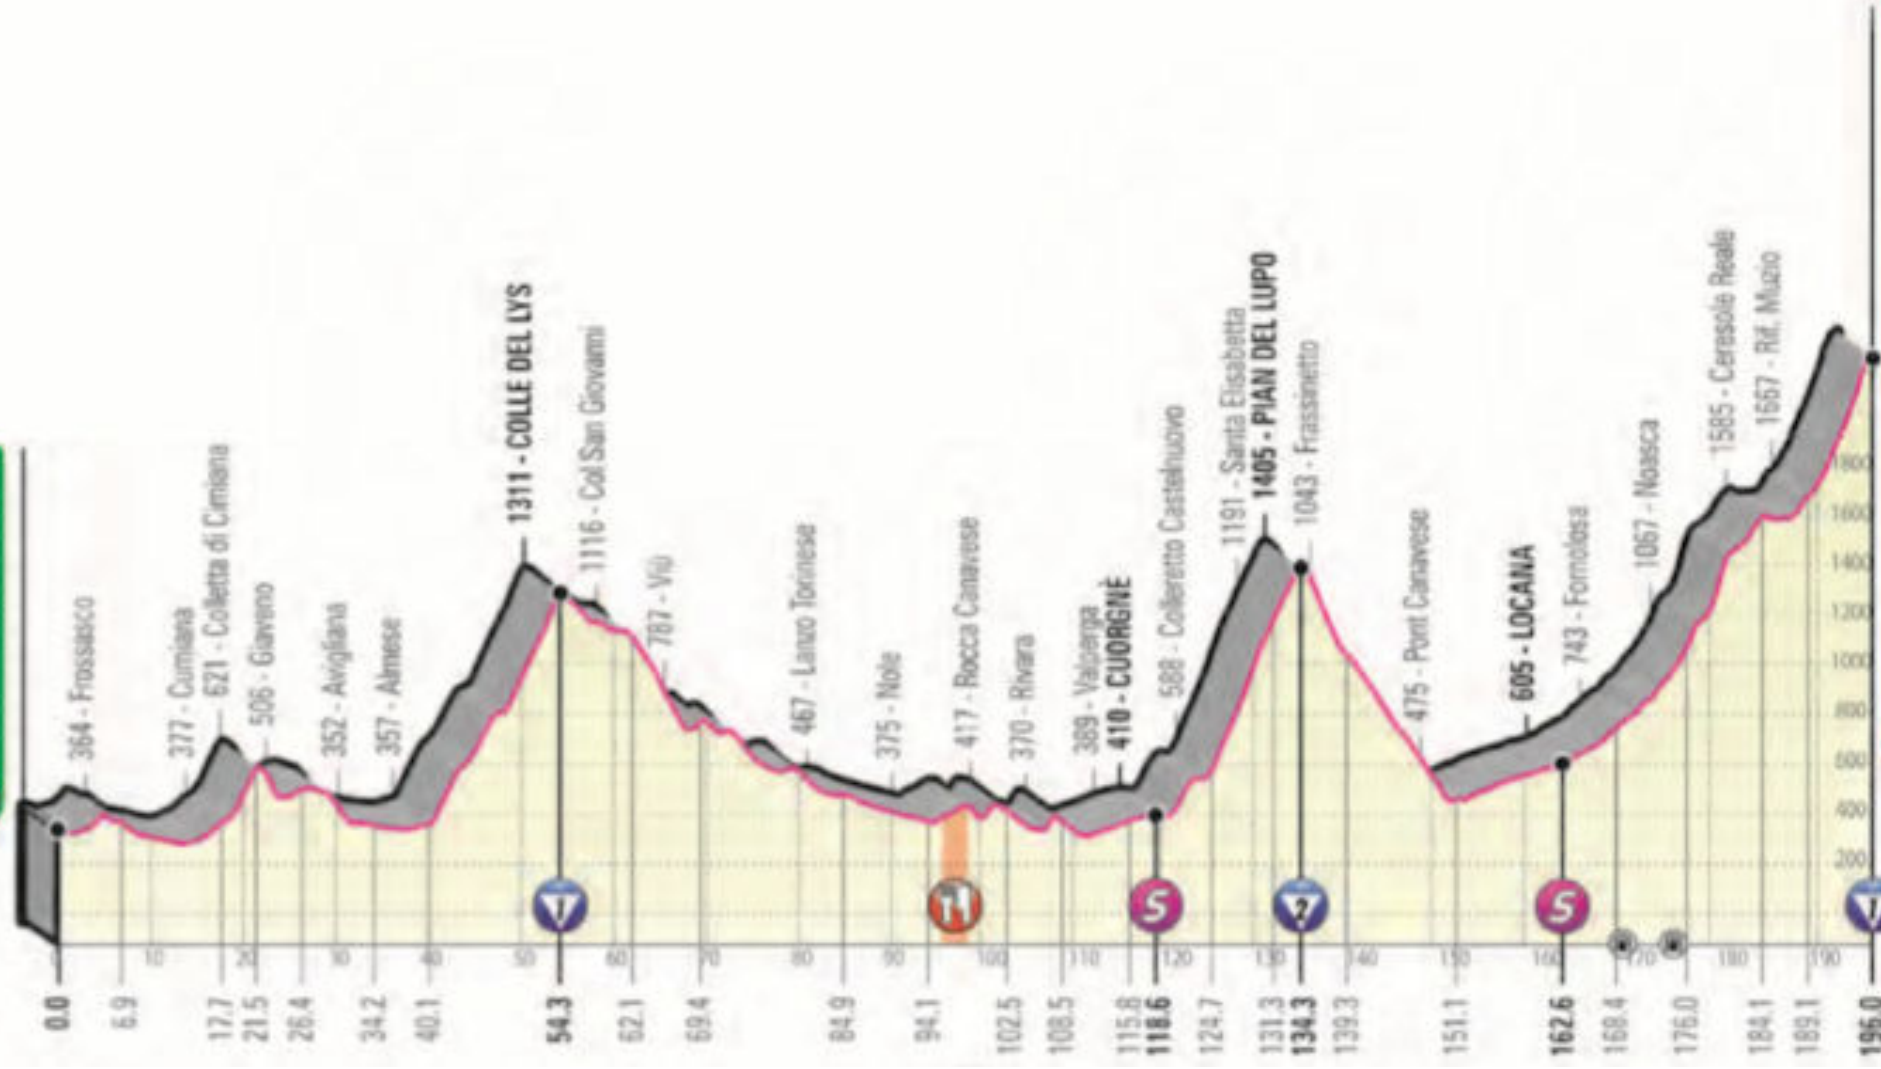 364 - Frossasco
377 - Cumiana
621 - Colletta di Cimiana
506 - Giaveno
352 - Avigliana
357 - Almese
1311 - COLLE DEL LYS
1116 - Col San Giovanni
787 - Viù
467 - Lanzo Torinese
375 - Nole
417 - Rocca Canavese
370 - Rivara
389 - Valperga
410 - CUORGNÈ
588 - Colleretto Castelnuovo
1191 - Santa Elisabetta
1405 - PIAN DEL LUPO
1043 - Frassinetto
475 - Pont Canavese
605 - LOCANA
743 - Fornolosa
1067 - Noasca
1585 - Ceresole Reale
1667 - Rif. Muzio
1800
1600
1400
1200
1000
800
600
400
200
1
S
2
S
1
10
20
30
40
50
60
70
80
90
100
110
120
130
140
150
160
170
180
190
0.0
6.9
17.7
21.5
26.4
34.2
40.1
54.3
62.1
69.4
84.9
94.1
102.5
108.5
115.8
118.6
124.7
131.3
134.3
139.3
151.1
162.6
168.4
176.0
184.1
189.1
196.0